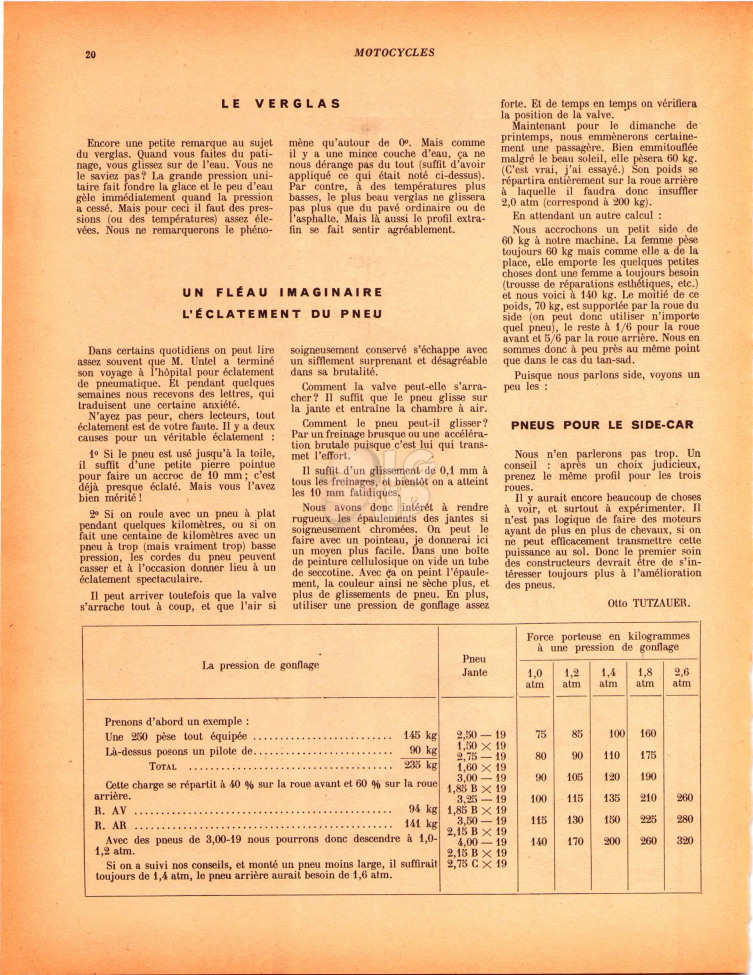 20
MOTOCYCLES
LE VERGLAS
Encore une petite remarque au sujet
du verglas. Quand vous faites du pati-
nage, vous glissez sur de l'eau. Vous ne
le saviez pas? La grande pression uni-
taire fait fondre la glace et le peu d'eau
gèle immédiatement quand la pression
a cessé. Mais pour ceci il faut des pres-
sions (ou des températures) assez éle-
vées. Nous ne remarquerons le phéno-
mène qu'autour de 0º. Mais comme
il y a une mince couche d'eau, ça ne
nous dérange pas du tout (suffit d'avoir
appliqué ce qui était noté ci-dessus).
Par contre, à des températures plus
basses, le plus beau verglas ne glissera
pas plus que du pavé ordinaire ou de
l'asphalte. Mais là aussi le profil extra-
fin se fait sentir agréablement.
UN FLÉAU IMAGINAIRE
L'ÉCLATEMENT DU PNEU
Dans certains quotidiens on peut lire
assez souvent que M. Untel a terminé
son voyage à l'hôpital pour éclatement
de pneumatique. Et pendant quelques
semaines nous recevons des lettres, qui
traduisent une certaine anxiété.
N'ayez pas peur, chers lecteurs, tout
éclatement est de votre faute. Il y a deux
causes pour un véritable éclatement :
1º Si le pneu est usé jusqu'à la toile,
il suffit d'une petite pierre pointue
pour faire un accroc de 10 mm ; c'est
déjà presque éclaté. Mais vous l'avez
bien mérité !
2º Si on roule avec un pneu à plat
pendant quelques kilomètres, ou si on
fait une centaine de kilomètres avec un
pneu à trop (mais vraiment trop) basse
pression, les cordes du pneu peuvent
casser et à l'occasion donner lieu à un
éclatement spectaculaire.
Il peut arriver toutefois que la valve
s'arrache tout à coup, et que l'air si
soigneusement conservé s'échappe avec
un sifflement surprenant et désagréable
dans sa brutalité.
Comment la valve peut-elle s'arra-
cher? Il suffit que le pneu glisse sur
la jante et entraîne la chambre à air.
Comment le pneu peut-il glisser?
Par un freinage brusque ou une accéléra-
tion brutale puisque c'est lui qui trans-
met l'effort.
Il suffit d'un glissement de 0,1 mm à
tous les freinages, et bientôt on a atteint
les 10 mm fatidiques.
Nous avons donc intérêt à rendre
rugueux les épaulements des jantes si
soigneusement chromées. On peut le
faire avec un pointeau, je donnerai ici
un moyen plus facile. Dans une boîte
de peinture cellulosique on vide un tube
de seccotine. Avec ça on peint l'épaule-
ment, la couleur ainsi ne sèche plus, et
plus de glissements de pneu. En plus,
utiliser une pression de gonflage assez
forte. Et de temps en temps on vérifiera
la position de la valve.
Maintenant pour le dimanche de
printemps, nous emmènerons certaine-
ment une passagère. Bien emmitouflée
malgré le beau soleil, elle pèsera 60 kg.
(C'est vrai, j'ai essayé.) Son poids se
répartira entièrement sur la roue arrière
à laquelle il faudra donc insuffler
2,0 atm (correspond à 200 kg).
En attendant un autre calcul :
Nous accrochons un petit side de
60 kg à notre machine. La femme pèse
toujours 60 kg mais comme elle a de la
place, elle emporte les quelques petites
choses dont une femme a toujours besoin
(trousse de réparations esthétiques, etc.)
et nous voici à 140 kg. Le moitié de ce
poids, 70 kg, est supportée par la roue du
side (on peut donc utiliser n'importe
quel pneu), le reste à 1/6 pour la roue
avant et 5/6 par la roue arrière. Nous en
sommes donc à peu près au même point
que dans le cas du tan-sad.
Puisque nous parlons side, voyons un
peu les :
PNEUS POUR LE SIDE-CAR
Nous n'en parlerons pas trop. Un
conseil : après un choix judicieux,
prenez le même profil pour les trois
roues.
Il y aurait encore beaucoup de choses
à voir, et surtout à expérimenter. Il
n'est pas logique de faire des moteurs
ayant de plus en plus de chevaux, si on
ne peut efficacement transmettre cette
puissance au sol. Donc le premier soin
des constructeurs devrait être de s'in-
téresser toujours plus à l'amélioration
des pneus.
Otto TUTZAUER.
La pression de gonflage
Prenons d'abord un exemple :
Une 250 pèse tout équipée .......................... 145 kg
Là-dessus posons un pilote de.......................... 90 kg
TOTAL ...................................... 235 kg
Cette charge se répartit à 40 % sur la roue avant et 60 % sur la roue
arrière.
R. AV ................................................ 94 kg
R. AR ................................................ 141 kg
Avec des pneus de 3,00-19 nous pourrons donc descendre à 1,0-
1,2 atm.
Si on a suivi nos conseils, et monté un pneu moins large, il suffirait
toujours de 1,4 atm, le pneu arrière aurait besoin de 1,6 atm.
Pneu
Jante
Force porteuse en kilogrammes
à une pression de gonflage
1,0 1,2 1,4 1,8 2,6
atm atm atm atm atm
2,50 — 19 75 85 100 160
1,50 × 19
2,75 — 19 80 90 110 175
1,60 × 19
3,00 — 19 90 105 120 190
1,85 B × 19
3,25 — 19 100 115 135 210 260
1,85 B × 19
3,50 — 19 115 130 150 225 280
2,15 B × 19
4,00 — 19 140 170 200 260 320
2,15 B × 19
2,75 C × 19